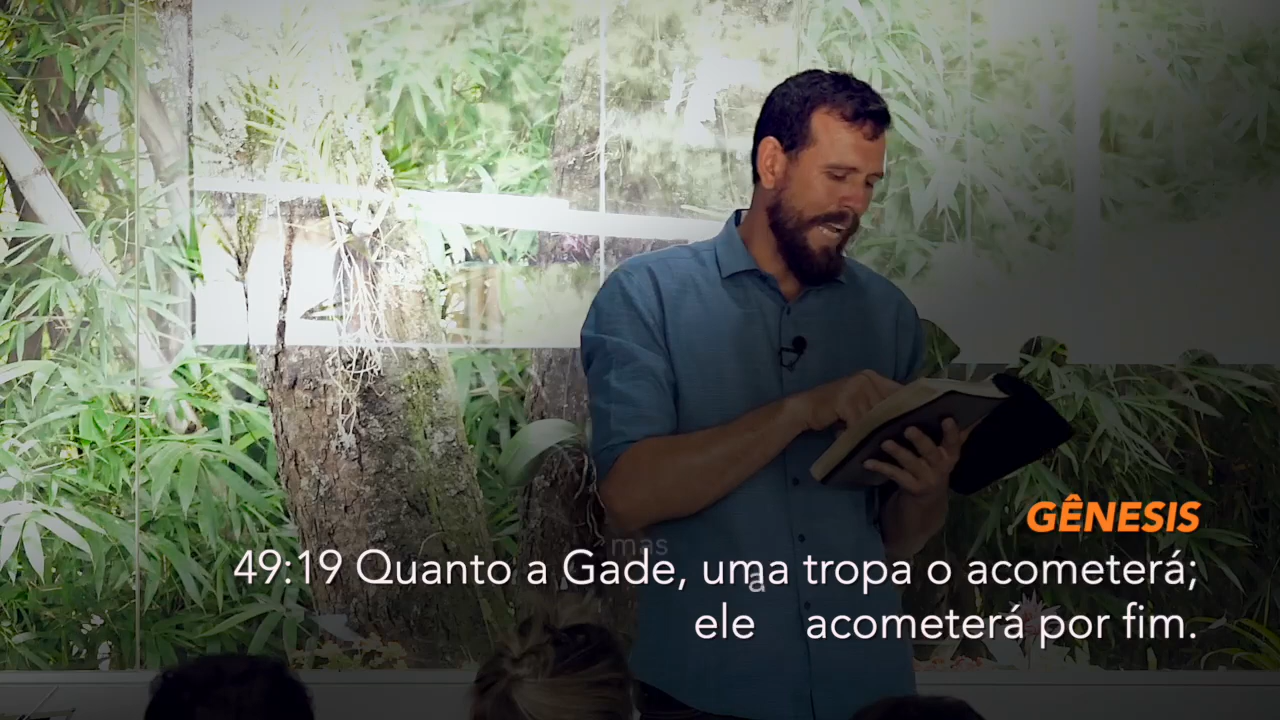 GÊNESIS
mas
49:19 Quanto a Gade, uma tropa o acometerá;
a
ele acometerá por fim.